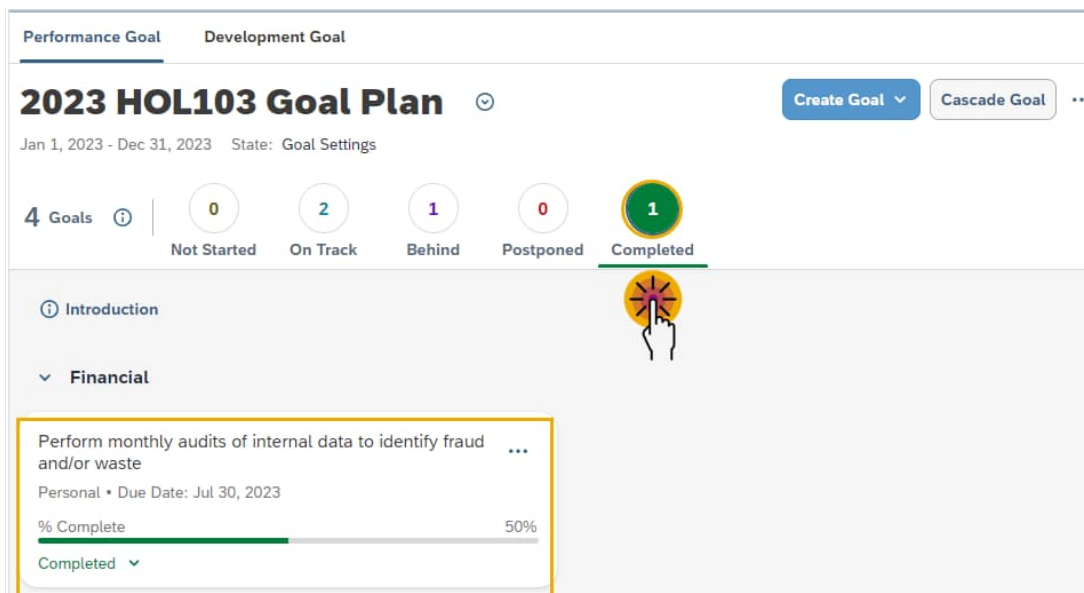 Performance Goal Development Goal
2023 HOL103 Goal Plan
Create Goal Cascade Goal
Jan 1, 2023 - Dec 31, 2023 State: Goal Settings
4 Goals
0 2 1 0 1
Not Started On Track Behind Postponed Completed
Introduction
Financial
Perform monthly audits of internal data to identify fraud
and/or waste
Personal • Due Date: Jul 30, 2023
% Complete 50%
Completed